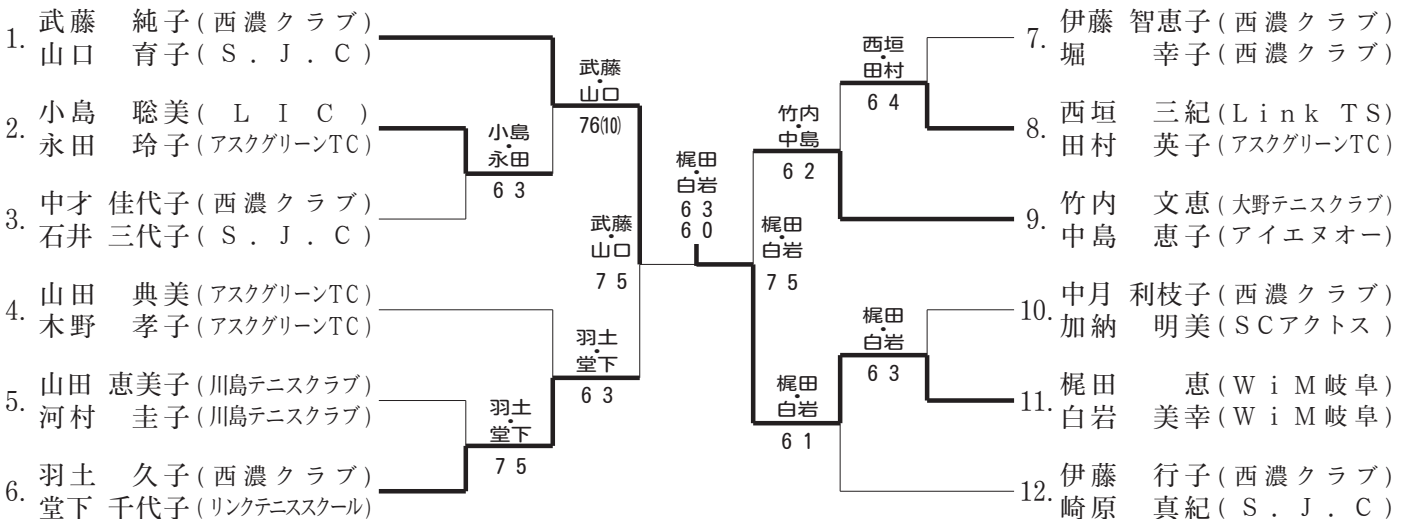 1. 武藤 純子(西濃クラブ)
山口 育子(S.J.C)
2. 小島 聡美(LIC)
永田 玲子(アスクグリーンTC)
3. 中才 佳代子(西濃クラブ)
石井 三代子(S.J.C)
4. 山田 典美(アスクグリーンTC)
木野 孝子(アスクグリーンTC)
5. 山田 恵美子(川島テニスクラブ)
河村 圭子(川島テニスクラブ)
6. 羽土 久子(西濃クラブ)
堂下 千代子(リンクテニススクール)
小島・永田
6 3
羽土・堂下
7 5
武藤・山口
76(10)
羽土・堂下
6 3
武藤・山口
7 5
梶田・白岩
6 3
6 0
梶田・白岩
7 5
竹内・中島
6 2
梶田・白岩
6 1
西垣・田村
6 4
梶田・白岩
6 3
7. 伊藤 智恵子(西濃クラブ)
堀 幸子(西濃クラブ)
8. 西垣 三紀(Link TS)
田村 英子(アスクグリーンTC)
9. 竹内 文恵(大野テニスクラブ)
中島 恵子(アイエヌオー)
10. 中月 利枝子(西濃クラブ)
加納 明美(SCアクトス)
11. 梶田 恵(WiM岐阜)
白岩 美幸(WiM岐阜)
12. 伊藤 行子(西濃クラブ)
崎原 真紀(S.J.C)